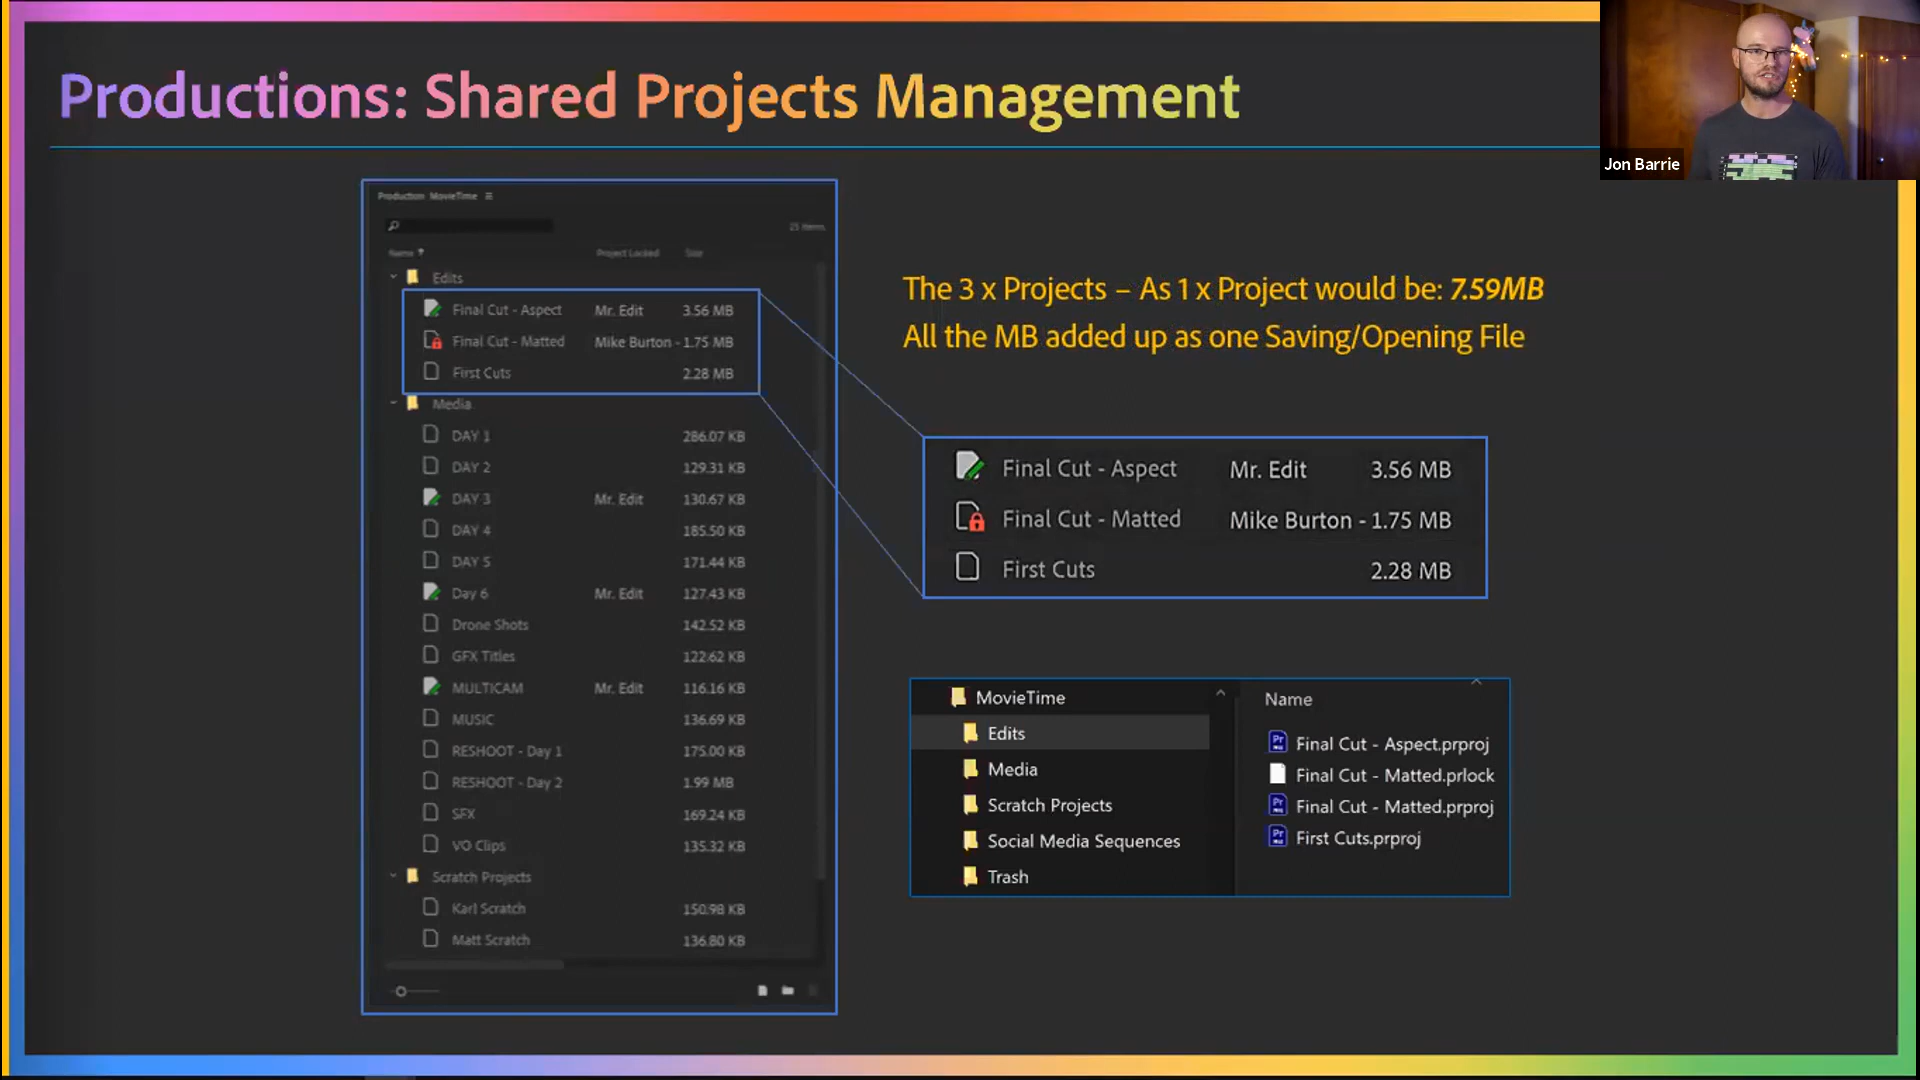 Productions: Shared Projects Management
Jon Barrie
Production MovieTime
25 Items
Name Project Locked Size
Edits
Final Cut - Aspect Mr. Edit 3.56 MB
Final Cut - Matted Mike Burton - 1.75 MB
First Cuts 2.28 MB
Media
DAY 1 286.07 KB
DAY 2 129.31 KB
DAY 3 Mr. Edit 130.67 KB
DAY 4 185.50 KB
DAY 5 171.44 KB
Day 6 Mr. Edit 127.43 KB
Drone Shots 142.52 KB
GFX Titles 122.62 KB
MULTICAM Mr. Edit 116.16 KB
MUSIC 136.69 KB
RESHOOT - Day 1 175.00 KB
RESHOOT - Day 2 1.99 MB
SFX 169.24 KB
VO Clips 135.32 KB
Scratch Projects
Karl Scratch 150.98 KB
Matt Scratch 136.80 KB
The 3 x Projects – As 1 x Project would be: 7.59MB
All the MB added up as one Saving/Opening File
Final Cut - Aspect Mr. Edit 3.56 MB
Final Cut - Matted Mike Burton - 1.75 MB
First Cuts 2.28 MB
MovieTime
Edits
Media
Scratch Projects
Social Media Sequences
Trash
Name
Final Cut - Aspect.prproj
Final Cut - Matted.prlock
Final Cut - Matted.prproj
First Cuts.prproj